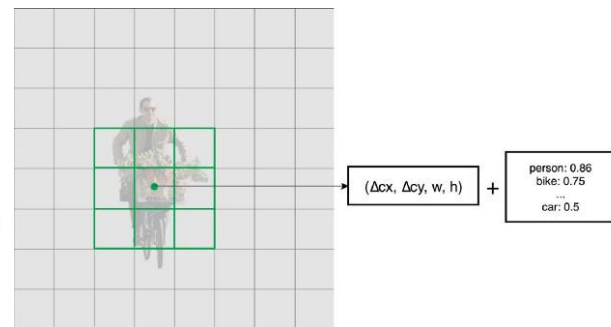 (Δcx, Δcy, w, h)
+
person: 0.86
bike: 0.75
...
car: 0.5